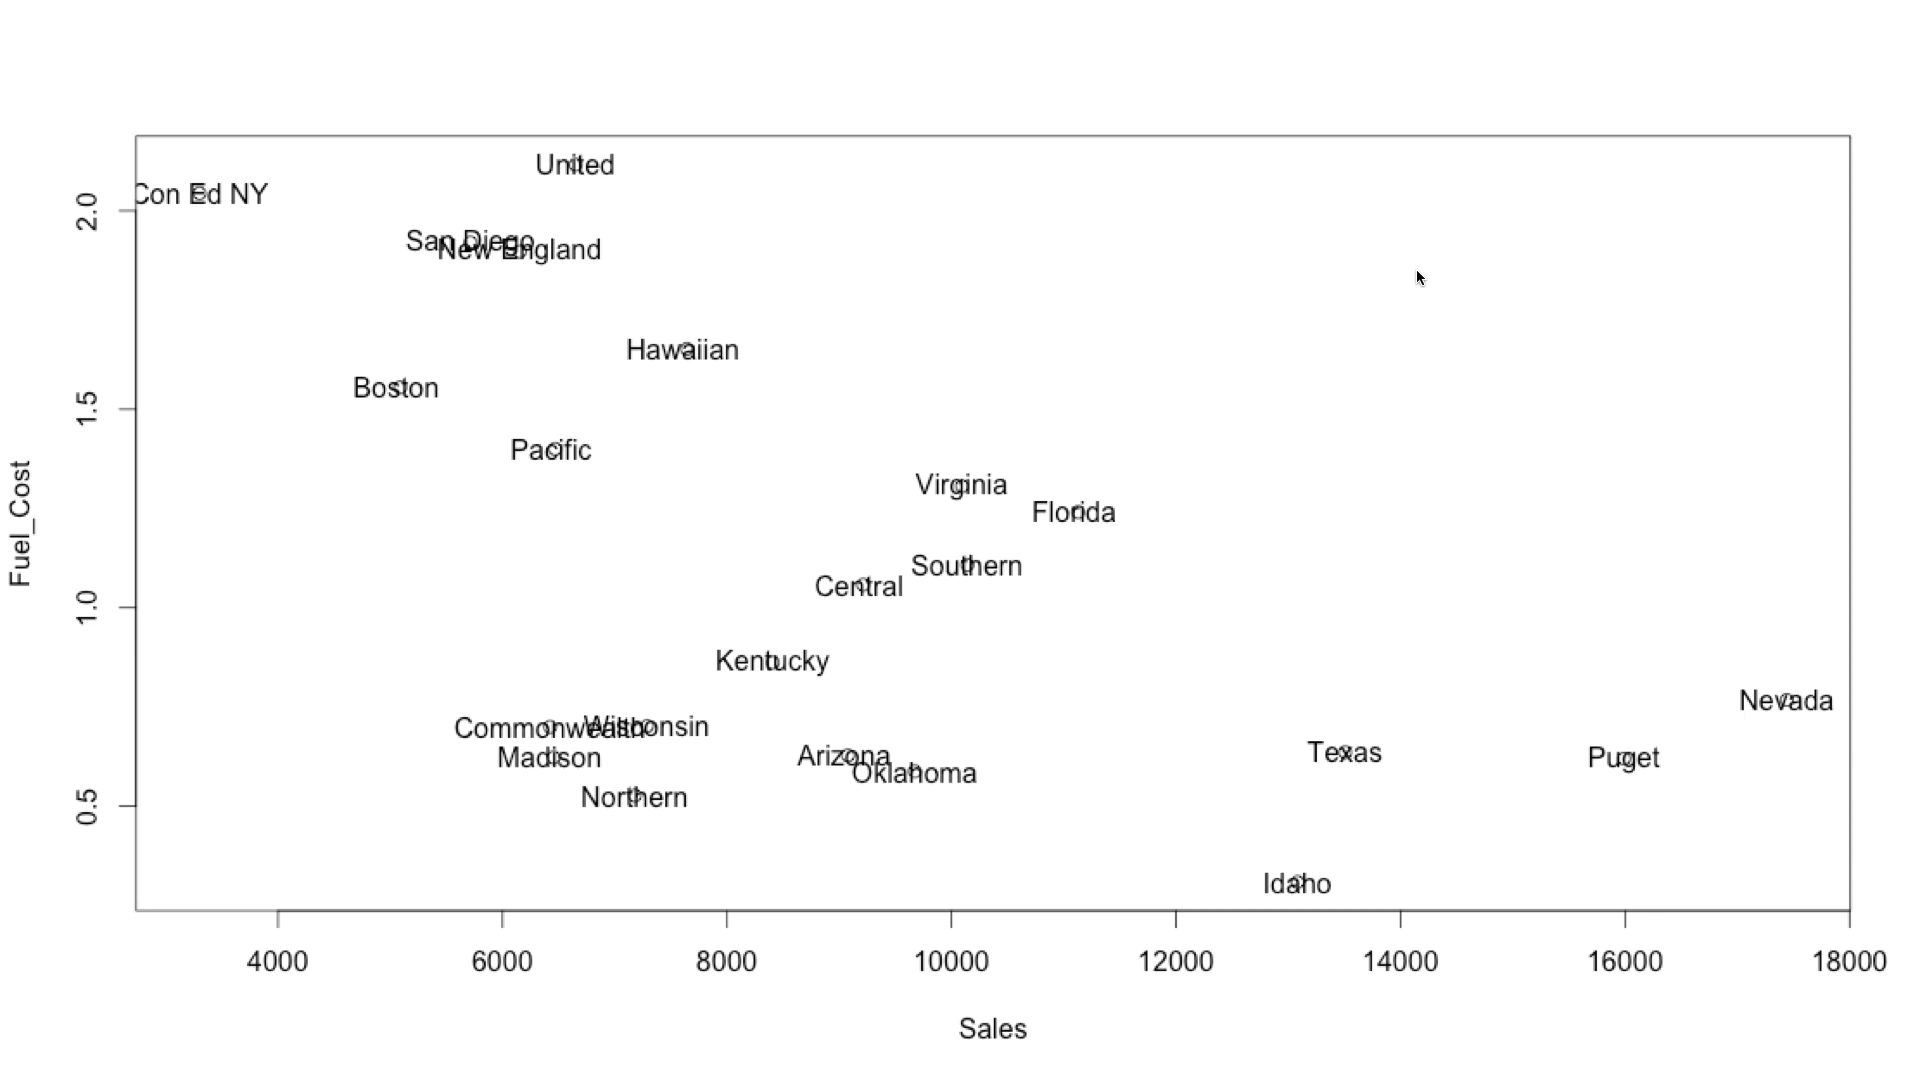 United
Con Ed NY
2.0
San Diego
New England
Hawaiian
Boston
1.5
Pacific
Virginia
Florida
Fuel_Cost
Southern
Central
1.0
Kentucky
Nevada
Commonwealth
Wisconsin
Texas
Madison
Arizona
Puget
Oklahoma
Northern
0.5
Idaho
4000 6000 8000 10000 12000 14000 16000 18000
Sales